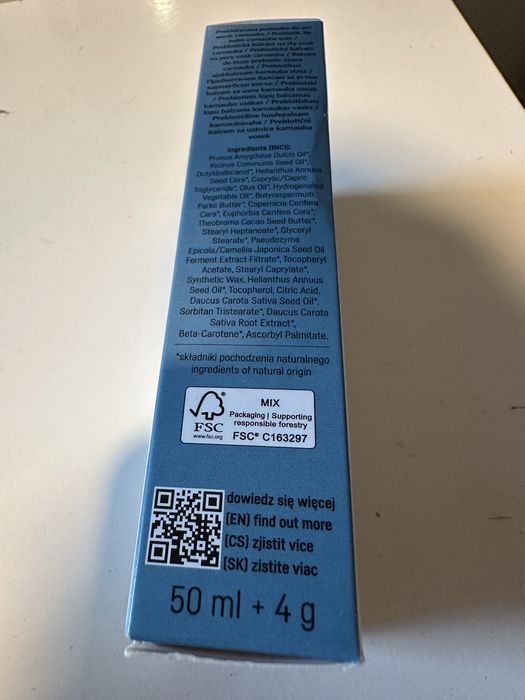 Prebiotyczna pomadka do ust
wosk carnauba / Prebiotic lip
balm carnauba wax /
Prebiotická balzám na rty vosk
carnauba / Prebiotický balzam
na pery vosk carnauba / Balsam
de buze prebiotic ceara
carnauba / Prebiotikus
ajakbalzsam karnauba viasz /
Пребиотичен балсам за устни
карнаубски восък / Prebiotski
balzam za usne karnauba vosak
/ Prebiotinis lūpų balzamas
karnaubo vaškas / Prebiotiskais
lūpu balzams karnaubas vasks /
Prebiootiline huulepalsam
karnaubavaha / Prebiotični
balzam za ustnice karnauba
vosek
Ingredients (INCI):
Prunus Amygdalus Dulcis Oil*,
Ricinus Communis Seed Oil*,
Octyldodecanol*, Helianthus Annuus
Seed Cera*, Caprylic/Capric
Triglyceride*, Olus Oil*, Hydrogenated
Vegetable Oil*, Butyrospermum
Parkii Butter*, Copernicia Cerifera
Cera*, Euphorbia Cerifera Cera*,
Theobroma Cacao Seed Butter*,
Stearyl Heptanoate*, Glyceryl
Stearate*, Pseudozyma
Epicola/Camellia Japonica Seed Oil
Ferment Extract Filtrate*, Tocopheryl
Acetate, Stearyl Caprylate*,
Synthetic Wax, Helianthus Annuus
Seed Oil*, Tocopherol, Citric Acid,
Daucus Carota Sativa Seed Oil*,
Sorbitan Tristearate*, Daucus Carota
Sativa Root Extract*,
Beta-Carotene*, Ascorbyl Palmitate.
*składniki pochodzenia naturalnego
ingredients of natural origin
FSC
www.fsc.org
MIX
Packaging | Supporting
responsible forestry
FSC® C163297
dowiedz się więcej
(EN) find out more
(CS) zjistit více
(SK) zistite viac
50 ml + 4 g